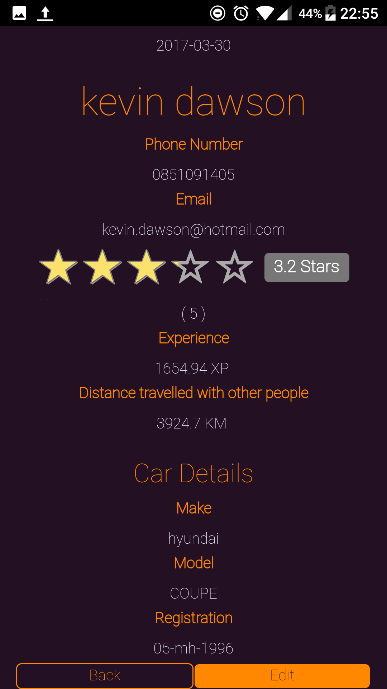 44% 22:55
2017-03-30
kevin dawson
Phone Number
0851091405
Email
kevin.dawson@hotmail.com
3.2 Stars
( 5 )
Experience
1654.94 XP
Distance travelled with other people
3924.7 KM
Car Details
Make
hyundai
Model
COUPE
Registration
05-mh-1996
Back Edit